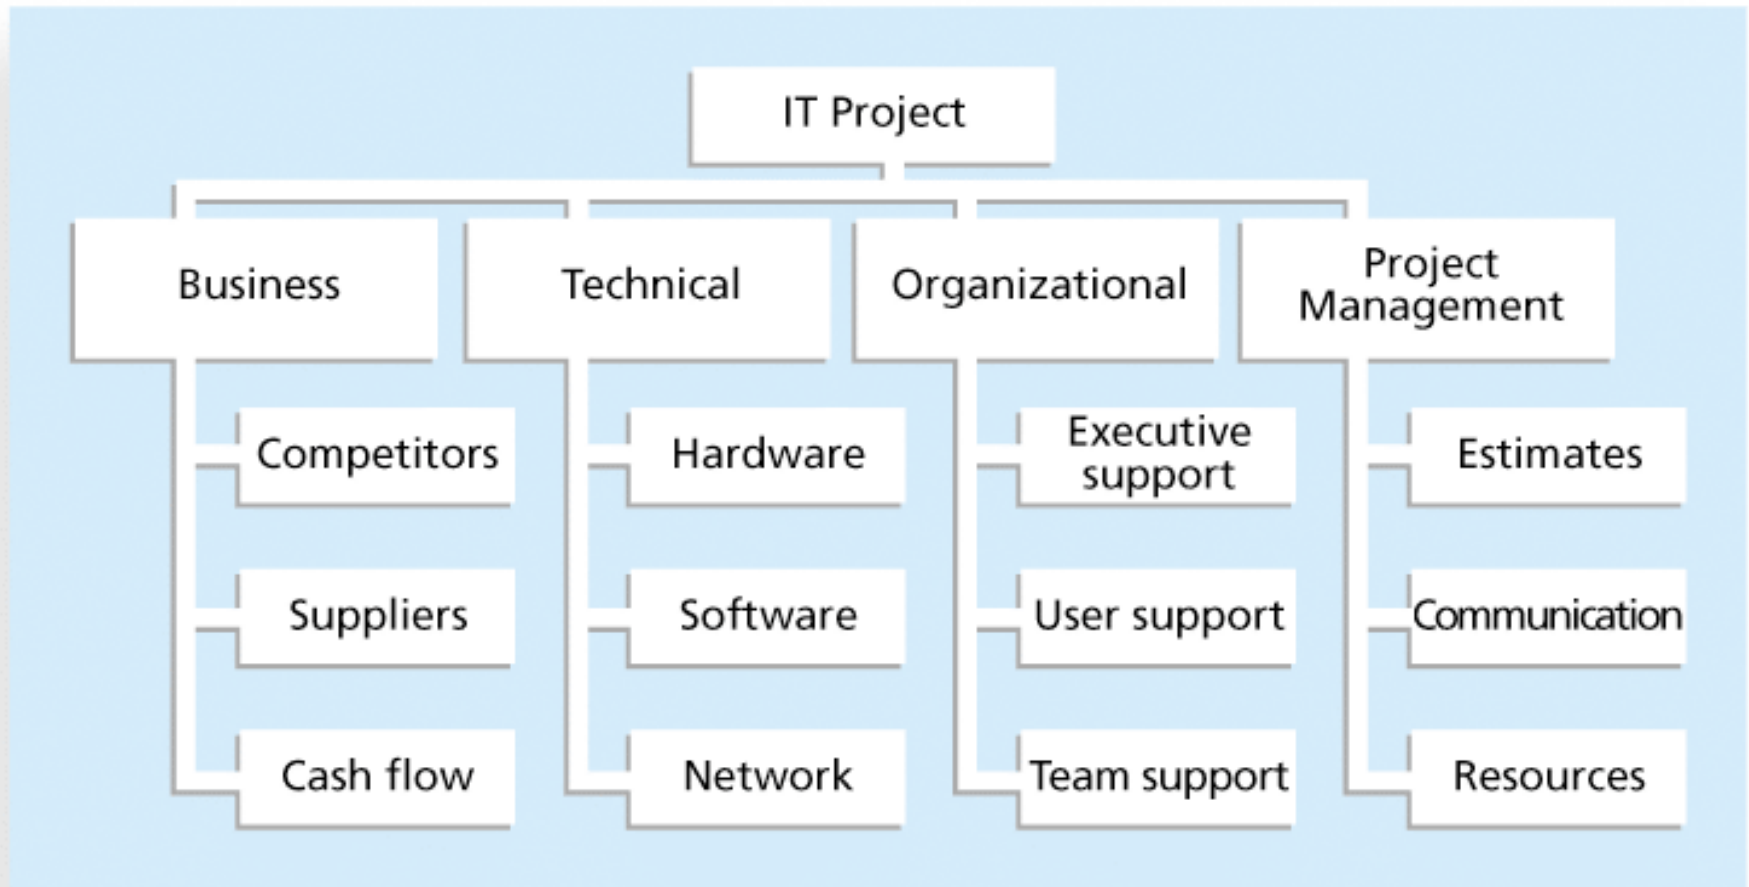 IT Project
Business
Technical
Organizational
Project
Management
Competitors
Hardware
Executive
support
Estimates
Suppliers
Software
User support
Communication
Cash flow
Network
Team support
Resources